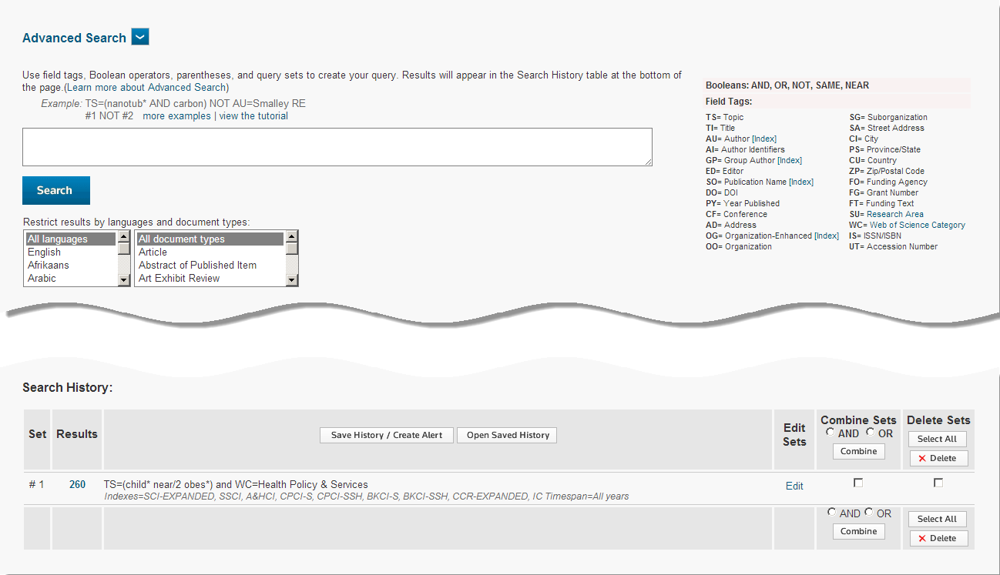 Advanced Search
Use field tags, Boolean operators, parentheses, and query sets to create your query. Results will appear in the Search History table at the bottom of
the page.(Learn more about Advanced Search)
Example: TS=(nanotub* AND carbon) NOT AU=Smalley RE
#1 NOT #2 more examples | view the tutorial
Search
Restrict results by languages and document types:
All languages
English
Afrikaans
Arabic
All document types
Article
Abstract of Published Item
Art Exhibit Review
Booleans: AND, OR, NOT, SAME, NEAR
Field Tags:
TS= Topic
TI= Title
AU= Author [Index]
AI= Author Identifiers
GP= Group Author [Index]
ED= Editor
SO= Publication Name [Index]
DO= DOI
PY= Year Published
CF= Conference
AD= Address
OG= Organization-Enhanced [Index]
OO= Organization
SG= Suborganization
SA= Street Address
CI= City
PS= Province/State
CU= Country
ZP= Zip/Postal Code
FO= Funding Agency
FG= Grant Number
FT= Funding Text
SU= Research Area
WC= Web of Science Category
IS= ISSN/ISBN
UT= Accession Number
Search History:
Set
Results
Save History / Create Alert
Open Saved History
Edit
Sets
Combine Sets
AND OR
Combine
Delete Sets
Select All
Delete
# 1
260
TS=(child* near/2 obes*) and WC=Health Policy & Services
Indexes=SCI-EXPANDED, SSCI, A&HCI, CPCI-S, CPCI-SSH, BKCI-S, BKCI-SSH, CCR-EXPANDED, IC Timespan=All years
Edit
AND OR
Combine
Select All
Delete